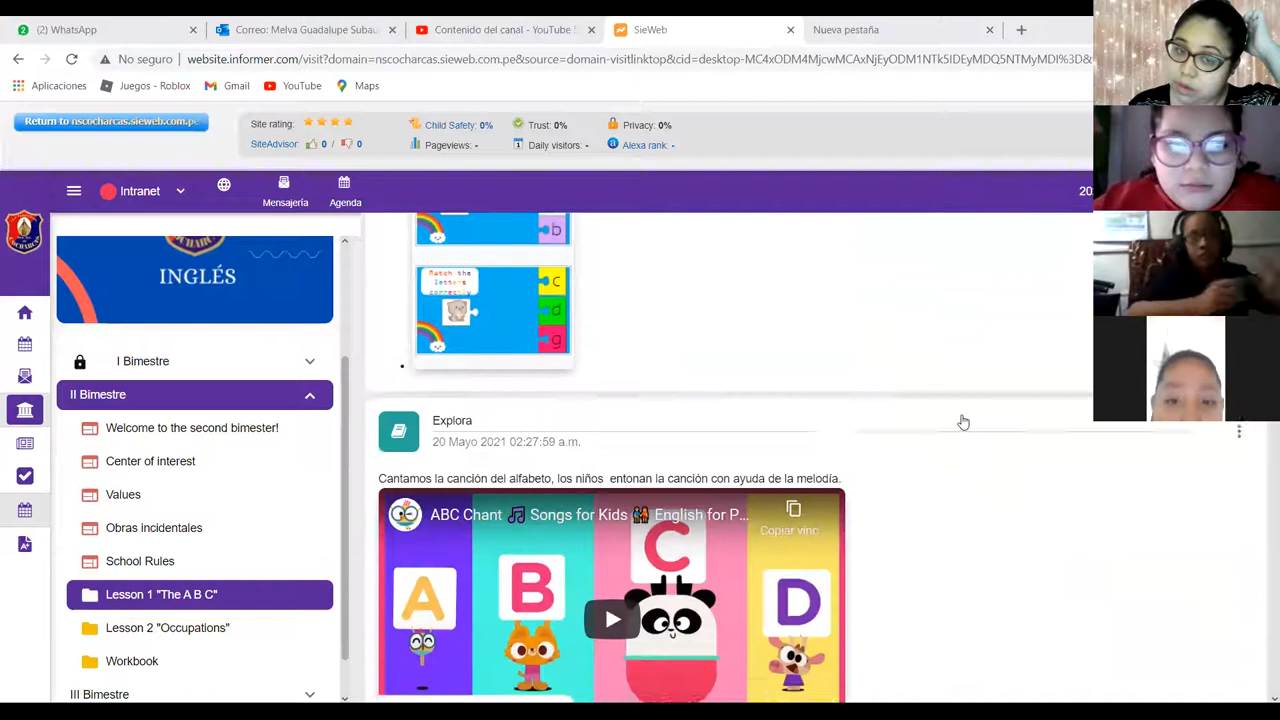 (2) WhatsApp
Correo: Melva Guadalupe Subau
Contenido del canal - YouTube S
SieWeb
Nueva pestaña
No seguro
website.informer.com/visit?domain=nscocharcas.sieweb.com.pe&source=domain-visitlinktop&cid=desktop-MC4xODM4MjcwMCAxNjEyODM1NTk5IDEyMDQ5NTMyMDI%3D&
Aplicaciones
Juegos - Roblox
Gmail
YouTube
Maps
Return to nscocharcas.sieweb.com.pe
Site rating:
Child Safety: 0%
Trust: 0%
Privacy: 0%
SiteAdvisor:
0 / 0
Pageviews: -
Daily visitors: -
Alexa rank: -
Intranet
Mensajería
Agenda
20
COCHARCAS
INGLÉS
I Bimestre
II Bimestre
Welcome to the second bimester!
Center of interest
Values
Obras incidentales
School Rules
Lesson 1 "The A B C"
Lesson 2 "Occupations"
Workbook
III Bimestre
b
Match the
letters
correctly
c
d
g
Explora
20 Mayo 2021 02:27:59 a.m.
Cantamos la canción del alfabeto, los niños entonan la canción con ayuda de la melodía.
ABC Chant 🎵 Songs for Kids 👫 English for P...
Copiar vínc
A
B
C
D